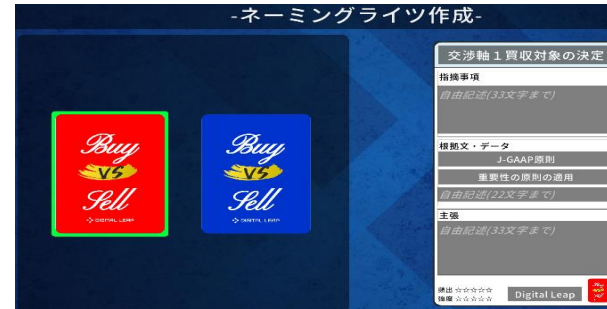 -ネーミングライツ作成-
Buy
VS
Sell
DIGITAL LEAP
Buy
VS
Sell
DIGITAL LEAP
交渉軸1買収対象の決定
指摘事項
自由記述(33文字まで)
根拠文・データ
J-GAAP原則
重要性の原則の適用
自由記述(22文字まで)
主張
自由記述(33文字まで)
頻出 ☆☆☆☆☆
強度 ☆☆☆☆☆
Digital Leap